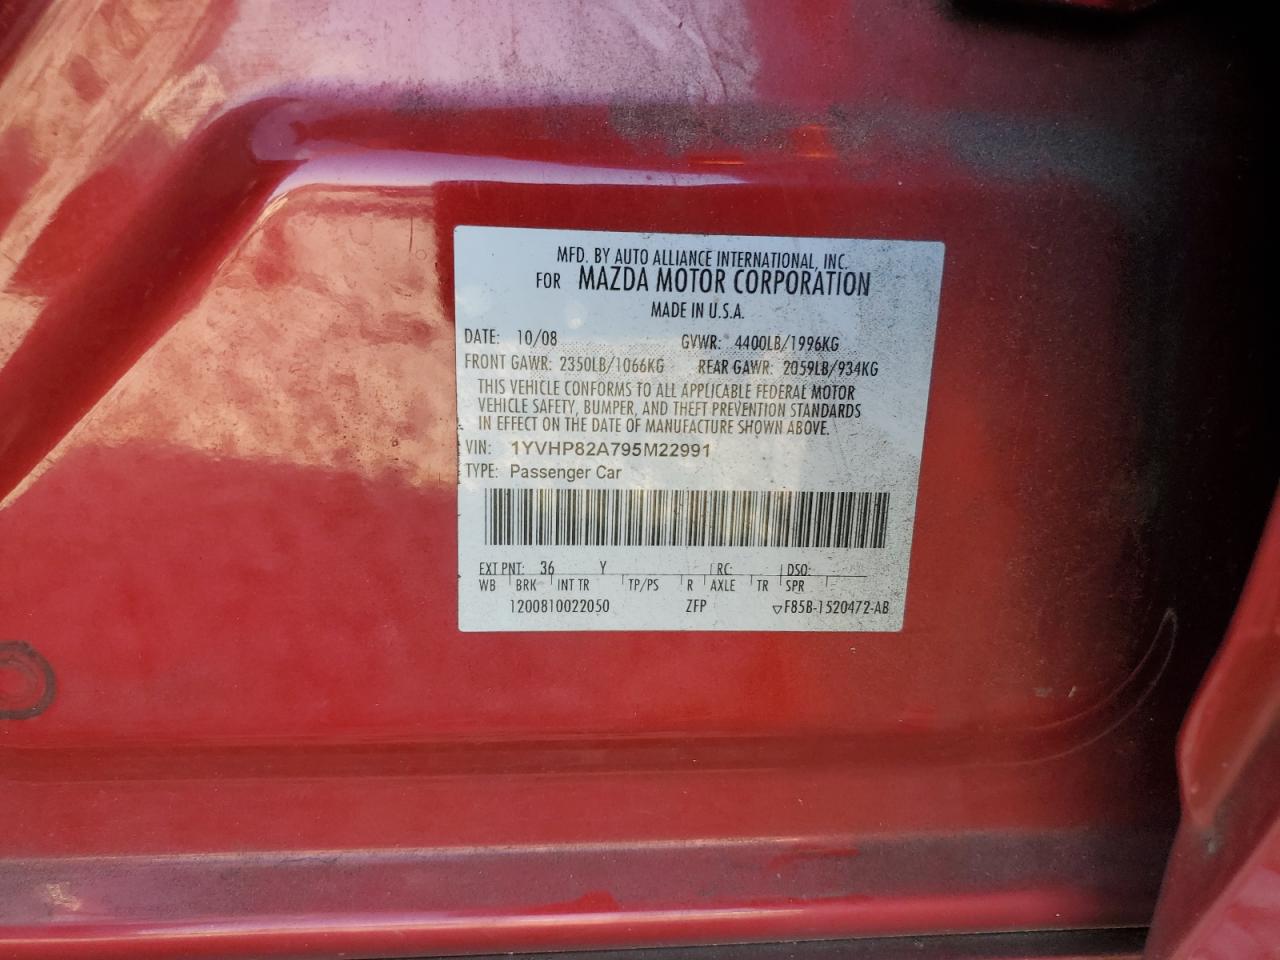 MFD. BY AUTO ALLIANCE INTERNATIONAL, INC.
FOR MAZDA MOTOR CORPORATION
MADE IN U.S.A.
DATE: 10/08 GVWR: 4400LB/1996KG
FRONT GAWR: 2350LB/1066KG REAR GAWR: 2059LB/934KG
THIS VEHICLE CONFORMS TO ALL APPLICABLE FEDERAL MOTOR
VEHICLE SAFETY, BUMPER, AND THEFT PREVENTION STANDARDS
IN EFFECT ON THE DATE OF MANUFACTURE SHOWN ABOVE.
VIN: 1YVHP82A795M22991
TYPE: Passenger Car
EXT PNT: 36 Y RC: DSO:
WB BRK INT TR TP/PS R AXLE TR SPR
1200810022050 ZFP ▽F85B-1520472-AB